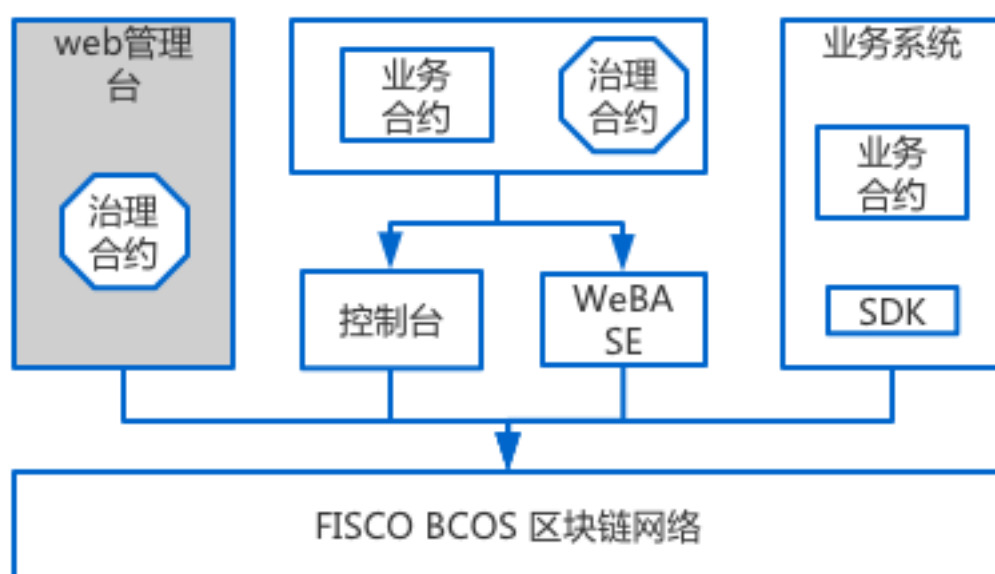 web管理
台
治理
合约
业务
合约
治理
合约
控制台
WeBA
SE
业务系统
业务
合约
SDK
FISCO BCOS 区块链网络